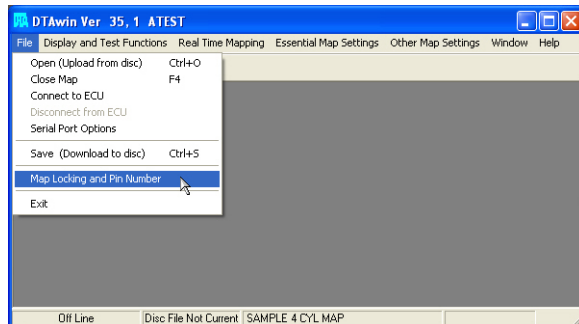 DTAwin Ver 35, 1 ATEST
File Display and Test Functions Real Time Mapping Essential Map Settings Other Map Settings Window Help
Open (Upload from disc) Ctrl+O
Close Map F4
Connect to ECU
Disconnect from ECU
Serial Port Options
Save (Download to disc) Ctrl+S
Map Locking and Pin Number
Exit
Off Line Disc File Not Current SAMPLE 4 CYL MAP